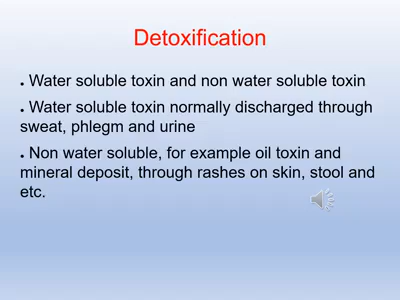 Detoxification
● Water soluble toxin and non water soluble toxin
● Water soluble toxin normally discharged through
sweat, phlegm and urine
● Non water soluble, for example oil toxin and
mineral deposit, through rashes on skin, stool and
etc.